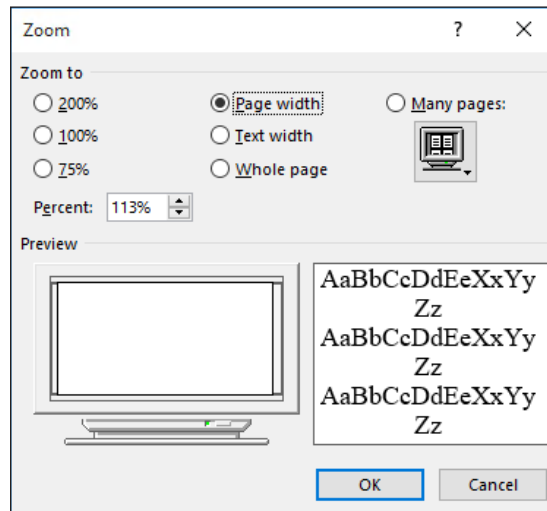 Zoom ?
Zoom to
200% Page width Many pages:
100% Text width
75% Whole page
Percent: 113%
Preview
AaBbCcDdEeXxYy
Zz
AaBbCcDdEeXxYy
Zz
AaBbCcDdEeXxYy
Zz
OK Cancel